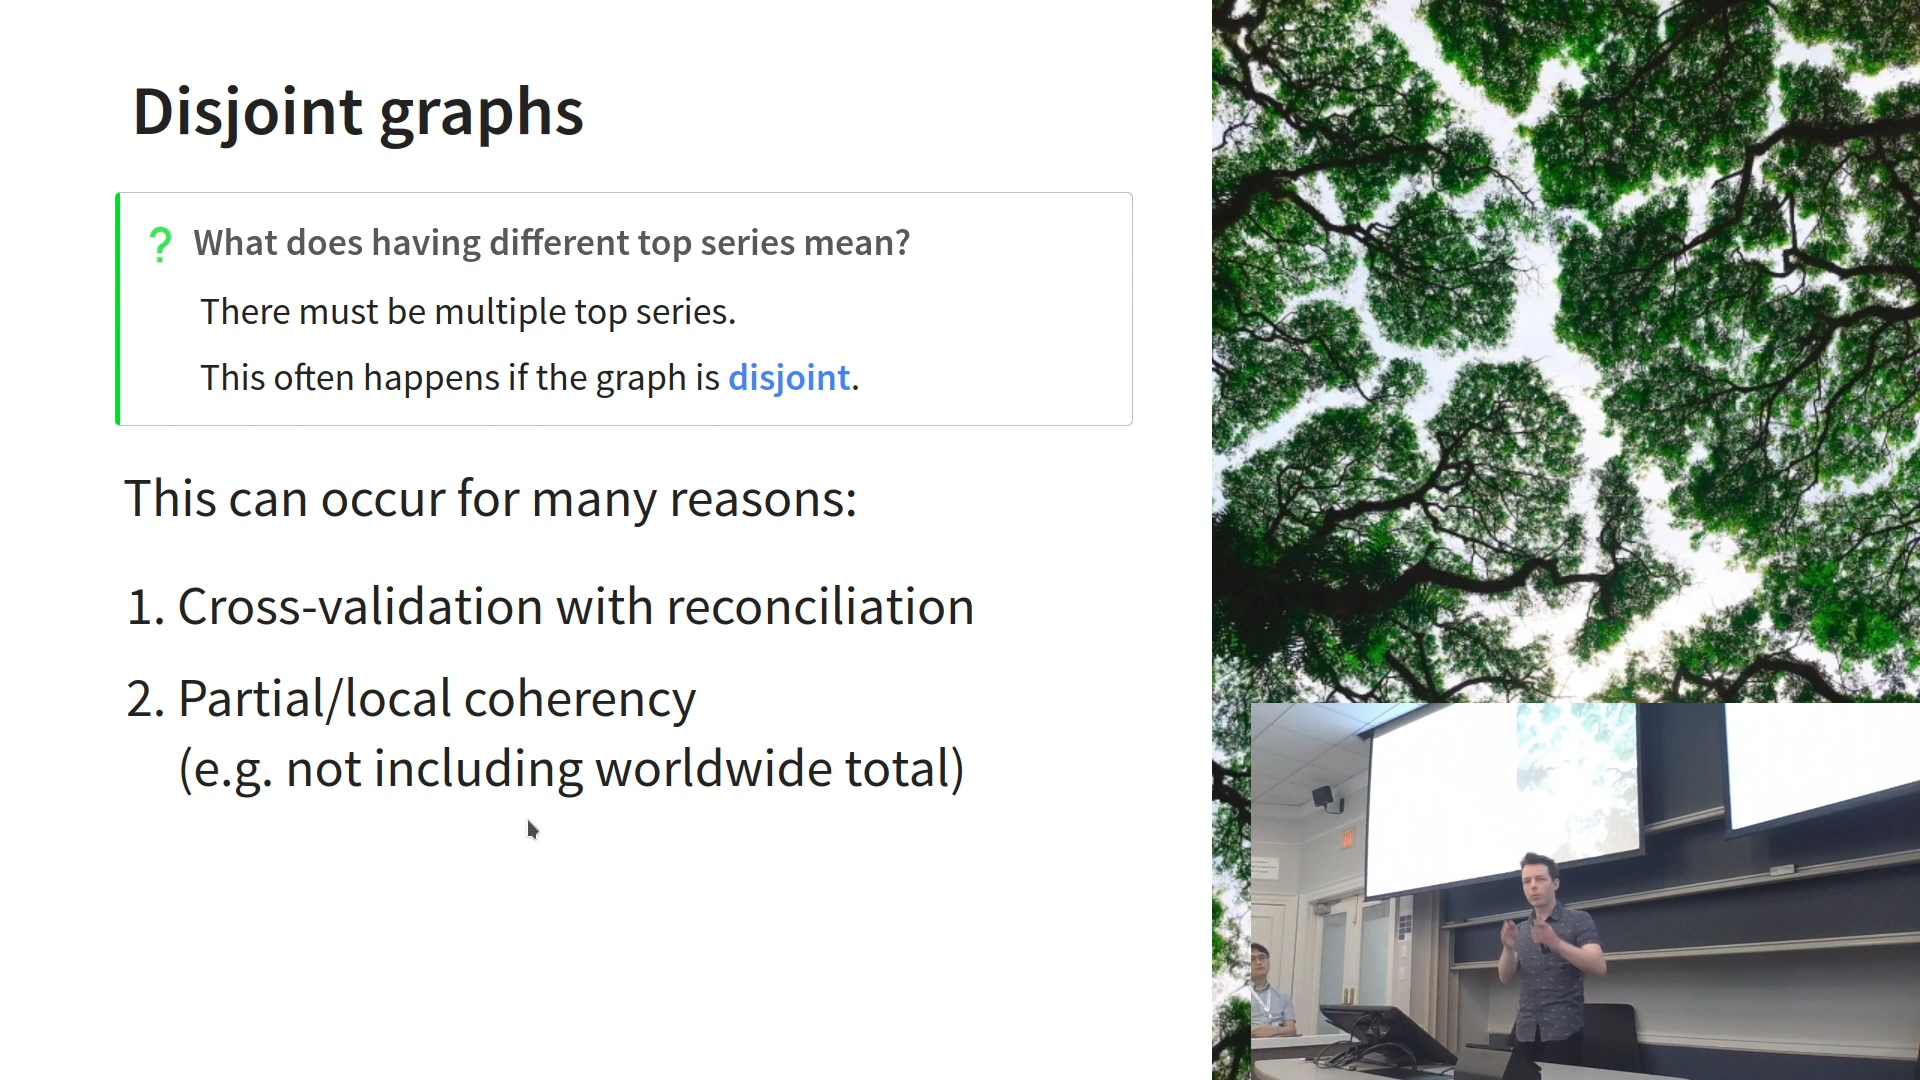 Disjoint graphs
? What does having different top series mean?
There must be multiple top series.
This often happens if the graph is disjoint.
This can occur for many reasons:
1. Cross-validation with reconciliation
2. Partial/local coherency
(e.g. not including worldwide total)